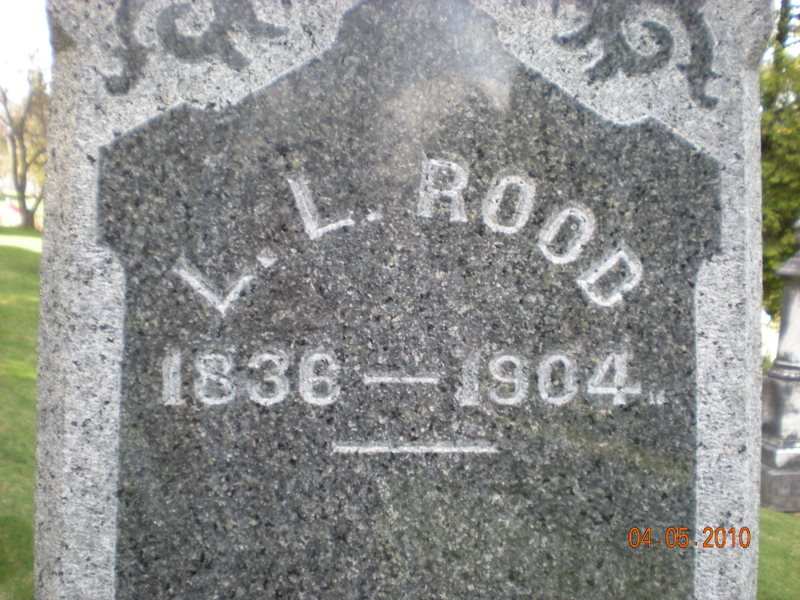 L. L. ROOD
1836 — 1904.
04.05.2010